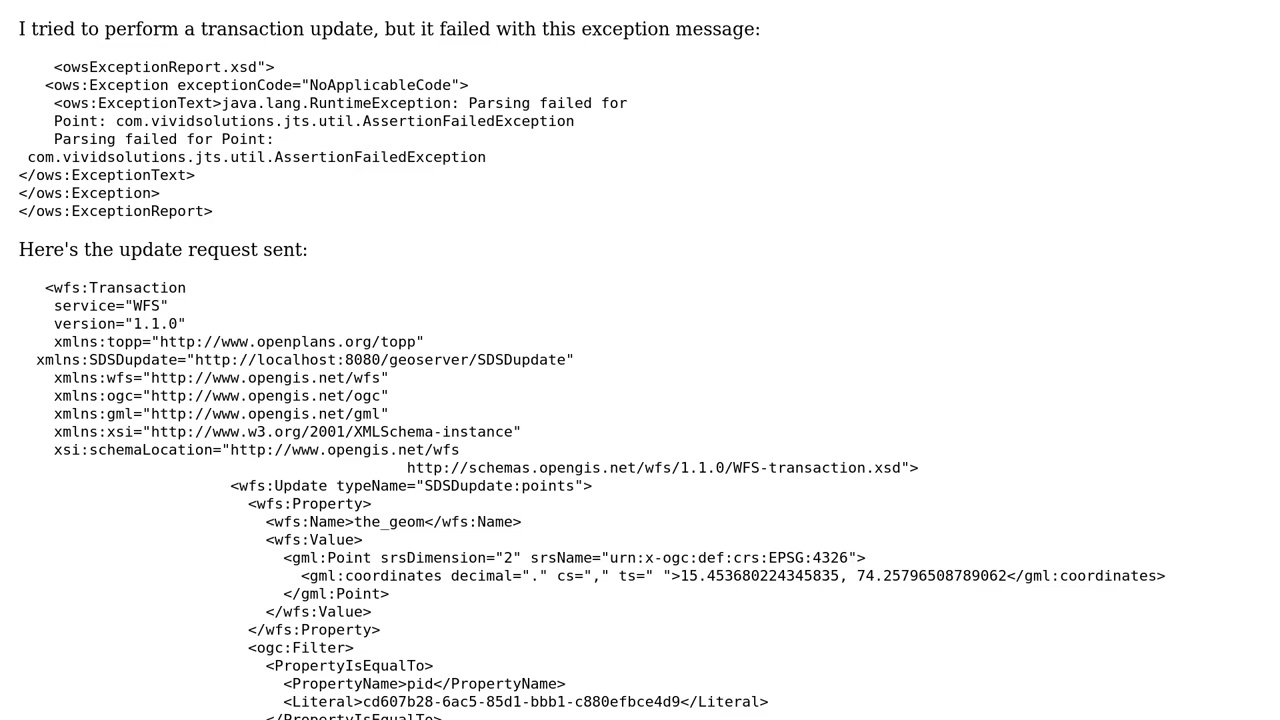 I tried to perform a transaction update, but it failed with this exception message:
<owsExceptionReport.xsd">
<ows:Exception exceptionCode="NoApplicableCode">
<ows:ExceptionText>java.lang.RuntimeException: Parsing failed for
Point: com.vividsolutions.jts.util.AssertionFailedException
Parsing failed for Point:
com.vividsolutions.jts.util.AssertionFailedException
</ows:ExceptionText>
</ows:Exception>
</ows:ExceptionReport>
Here's the update request sent:
<wfs:Transaction
service="WFS"
version="1.1.0"
xmlns:topp="http://www.openplans.org/topp"
xmlns:SDSDupdate="http://localhost:8080/geoserver/SDSDupdate"
xmlns:wfs="http://www.opengis.net/wfs"
xmlns:ogc="http://www.opengis.net/ogc"
xmlns:gml="http://www.opengis.net/gml"
xmlns:xsi="http://www.w3.org/2001/XMLSchema-instance"
xsi:schemaLocation="http://www.opengis.net/wfs
http://schemas.opengis.net/wfs/1.1.0/WFS-transaction.xsd">
<wfs:Update typeName="SDSDupdate:points">
<wfs:Property>
<wfs:Name>the_geom</wfs:Name>
<wfs:Value>
<gml:Point srsDimension="2" srsName="urn:x-ogc:def:crs:EPSG:4326">
<gml:coordinates decimal="." cs="," ts=" ">15.453680224345835, 74.25796508789062</gml:coordinates>
</gml:Point>
</wfs:Value>
</wfs:Property>
<ogc:Filter>
<PropertyIsEqualTo>
<PropertyName>pid</PropertyName>
<Literal>cd607b28-6ac5-85d1-bbb1-c880efbce4d9</Literal>
</PropertyIsEqualTo>